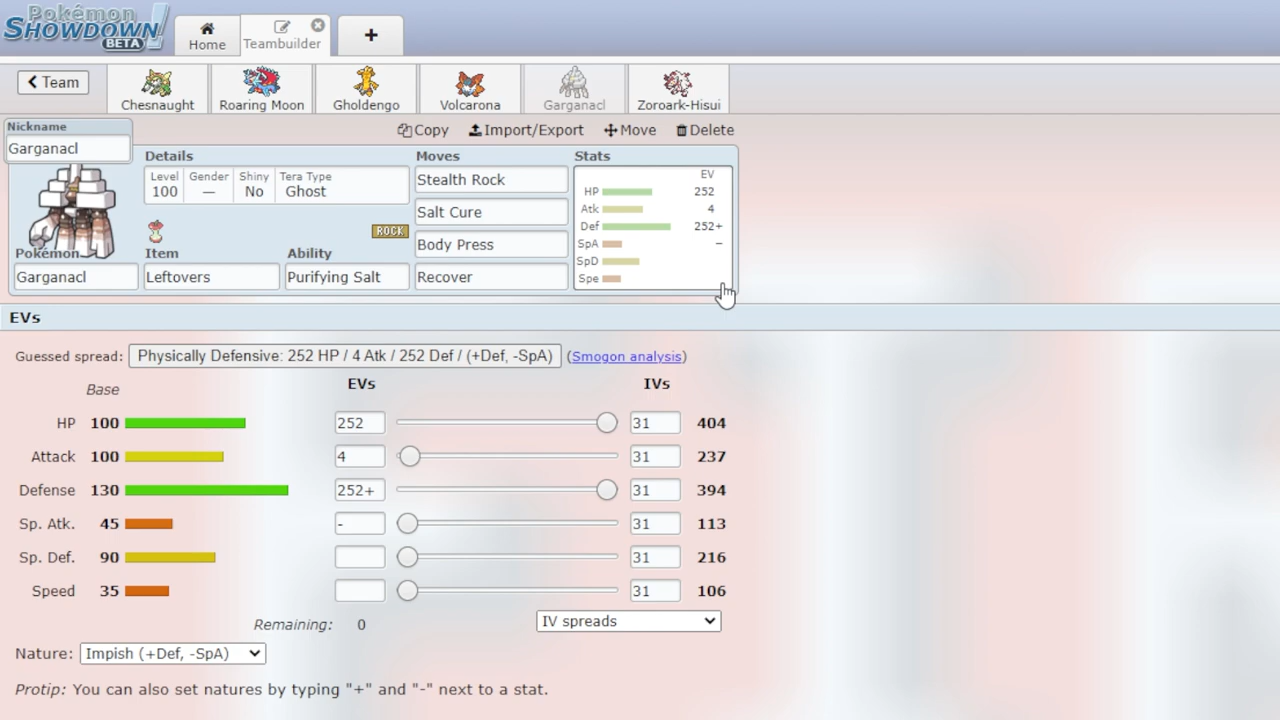 Pokémon
SHOWDOWN!
BETA
Home
Teambuilder
+
Team
Chesnaught
Roaring Moon
Gholdengo
Volcarona
Garganacl
Zoroark-Hisui
Copy
Import/Export
Move
Delete
Nickname
Garganacl
Details
Level
100
Gender
—
Shiny
No
Tera Type
Ghost
ROCK
Pokémon
Garganacl
Item
Leftovers
Ability
Purifying Salt
Moves
Stealth Rock
Salt Cure
Body Press
Recover
Stats
EV
HP 252
Atk 4
Def 252+
SpA −
SpD
Spe
EVs
Guessed spread: Physically Defensive: 252 HP / 4 Atk / 252 Def / (+Def, -SpA) (Smogon analysis)
Base EVs IVs
HP 100 252 31 404
Attack 100 4 31 237
Defense 130 252+ 31 394
Sp. Atk. 45 - 31 113
Sp. Def. 90 31 216
Speed 35 31 106
Remaining: 0
IV spreads
Nature: Impish (+Def, -SpA)
Protip: You can also set natures by typing "+" and "-" next to a stat.